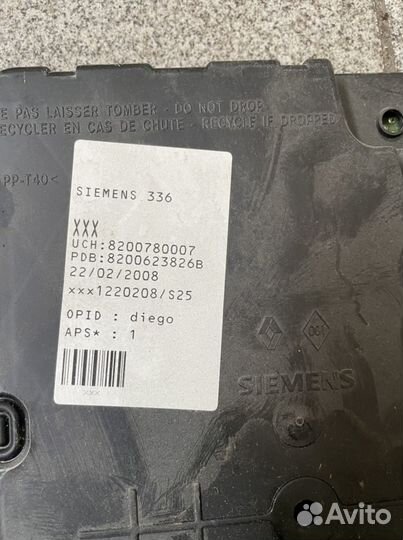 E PAS LAISSER TOMBER - DO NOT DROP
RECYCLER EN CAS DE CHUTE - RECYCLE IF DROPPED
PP-T40<
SIEMENS 336
XXX
UCH:8200780007
PDB:8200623826B
22/02/2008
xxx1220208/S25
OPID : diego
APS* : 1
xxx
SIEMENS
Avito